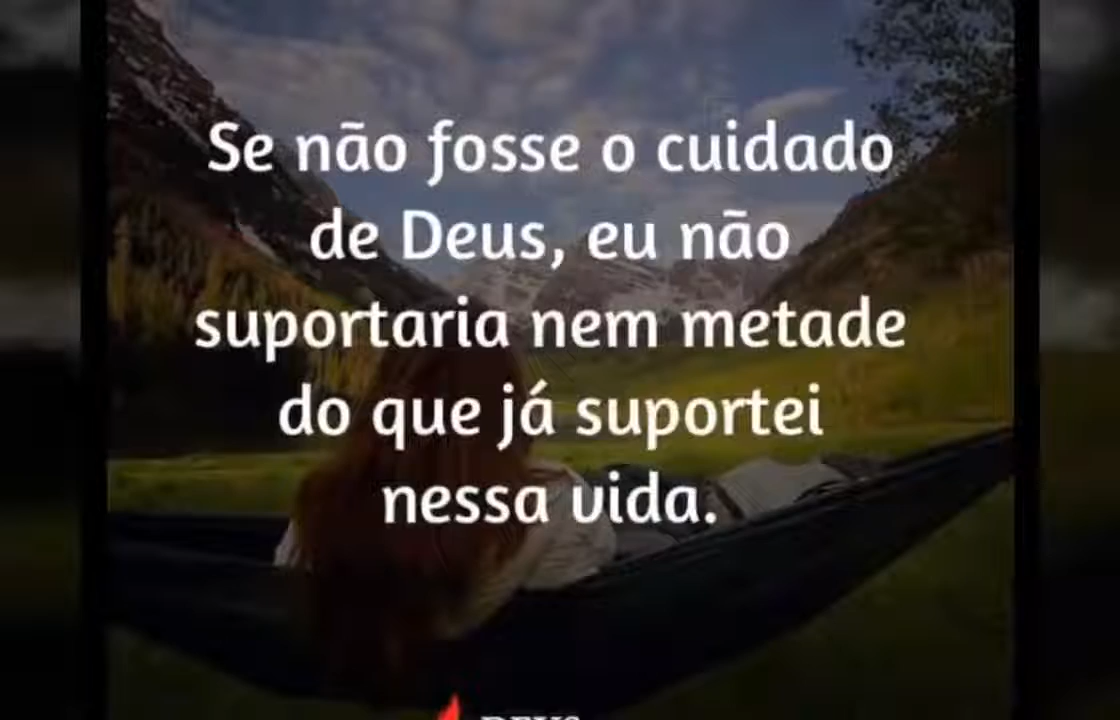 Se não fosse o cuidado
de Deus, eu não
suportaria nem metade
do que já suportei
nessa vida.